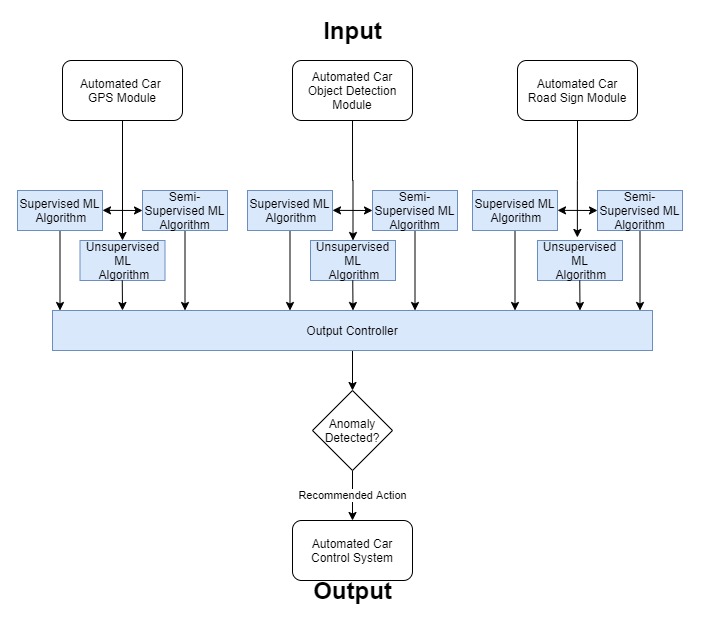 Input
Automated Car
GPS Module
Automated Car
Object Detection
Module
Automated Car
Road Sign Module
Supervised ML
Algorithm
Semi-
Supervised ML
Algorithm
Unsupervised
ML
Algorithm
Supervised ML
Algorithm
Semi-
Supervised ML
Algorithm
Unsupervised
ML
Algorithm
Supervised ML
Algorithm
Semi-
Supervised ML
Algorithm
Unsupervised
ML
Algorithm
Output Controller
Anomaly
Detected?
Recommended Action
Automated Car
Control System
Output